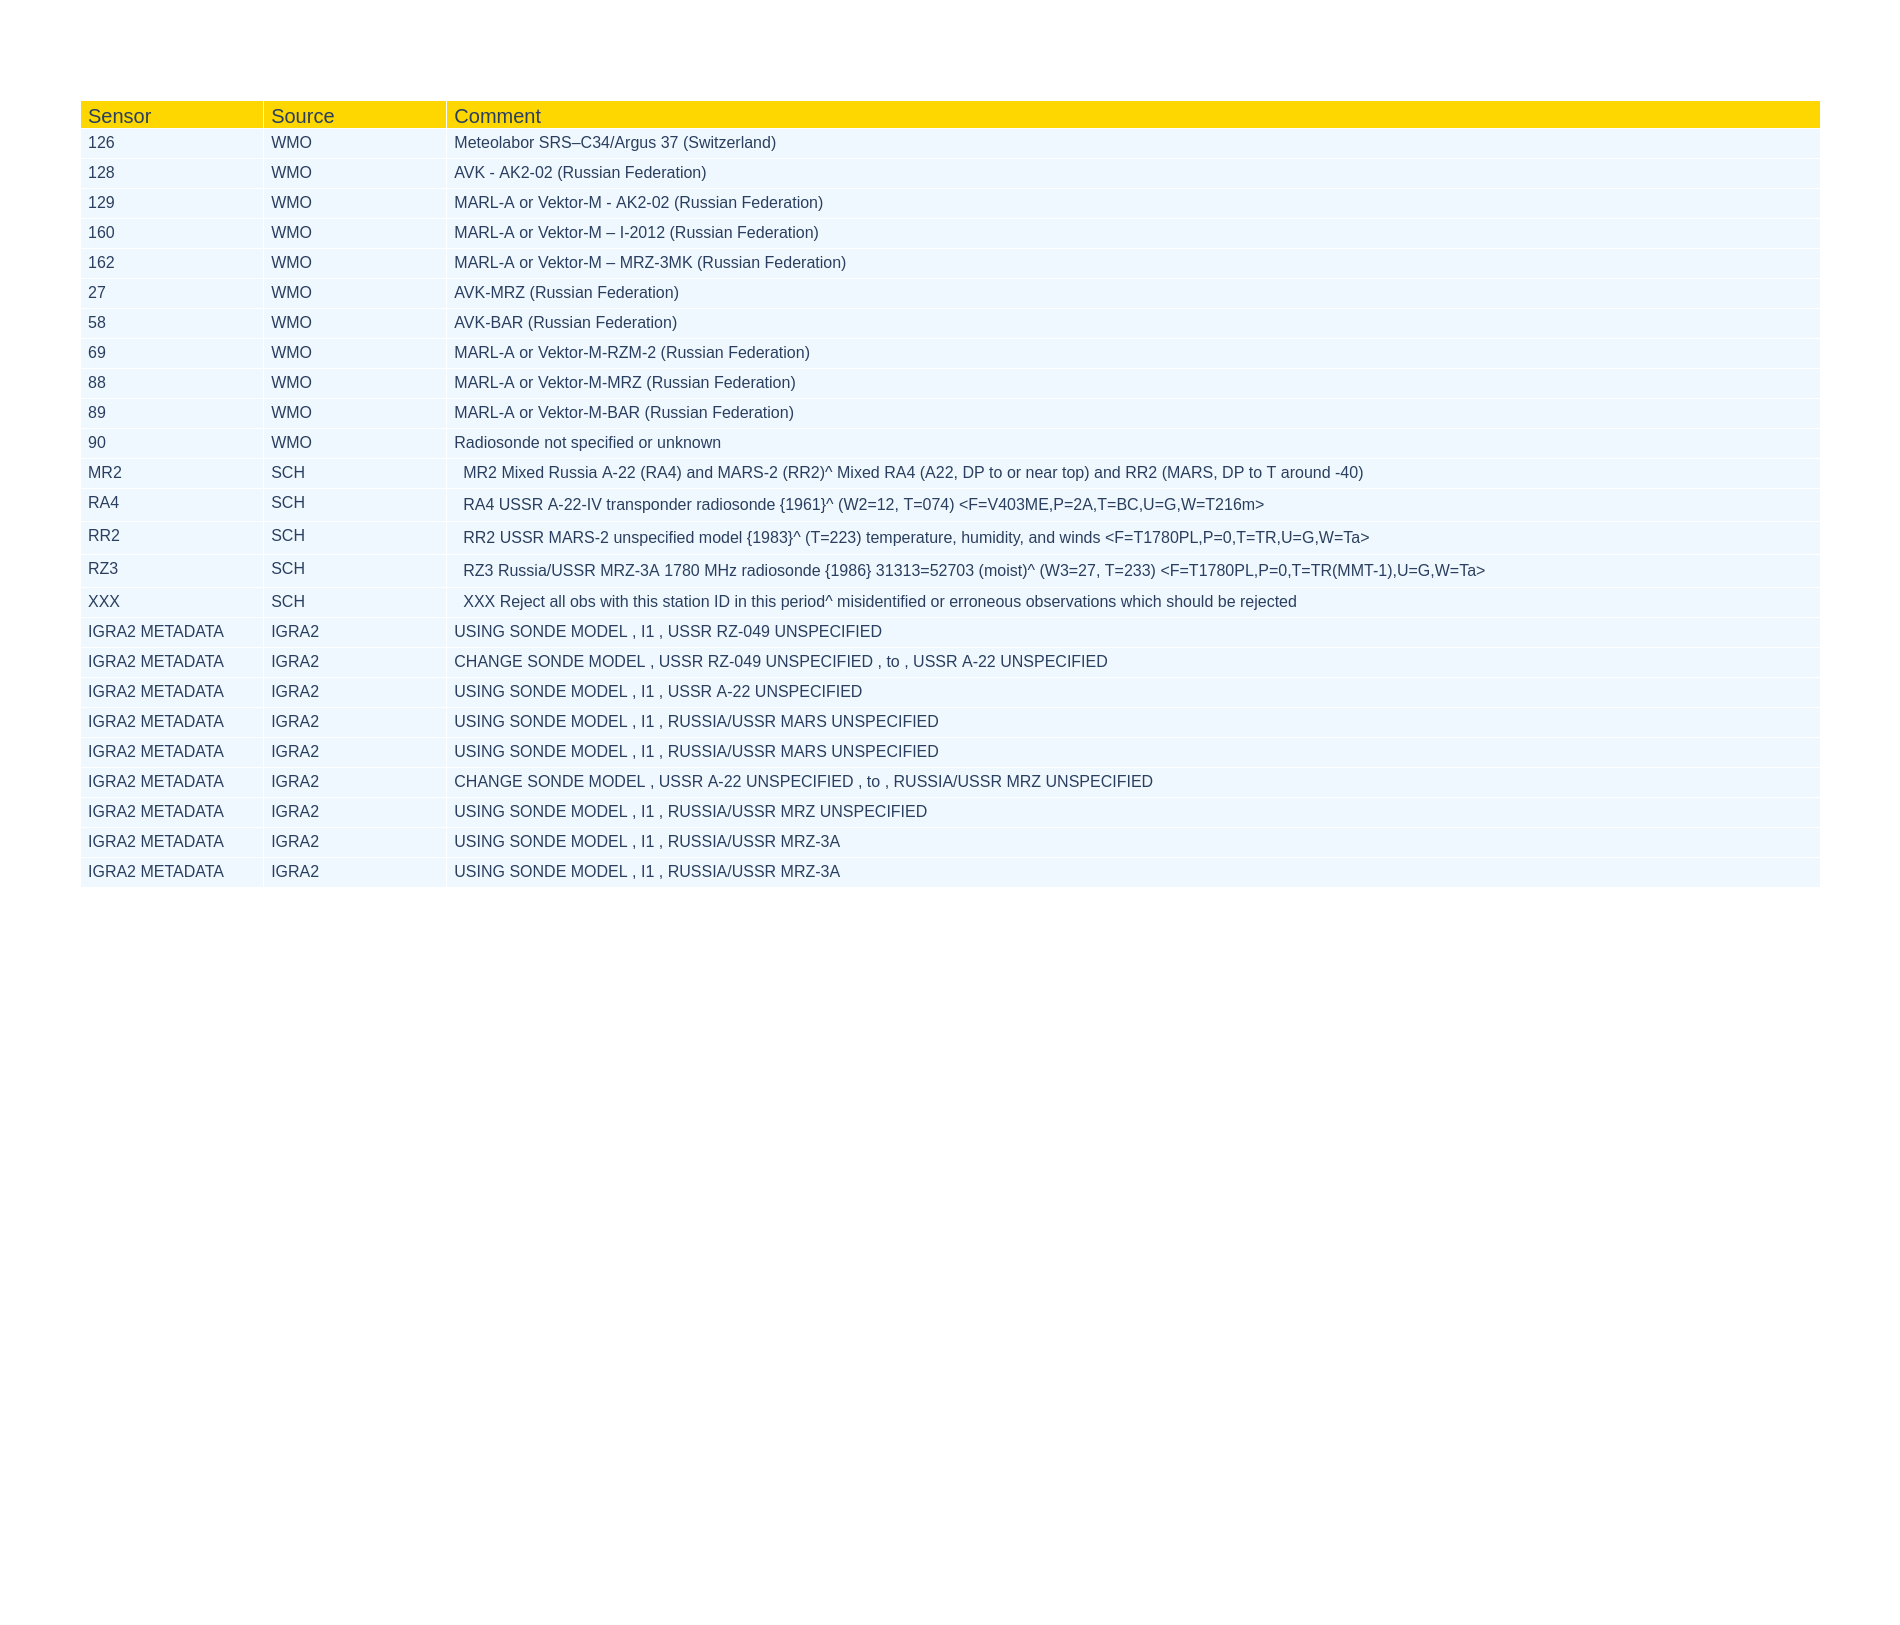 Sensor Source Comment
126 WMO Meteolabor SRS–C34/Argus 37 (Switzerland)
128 WMO AVK - AK2-02 (Russian Federation)
129 WMO MARL-A or Vektor-M - AK2-02 (Russian Federation)
160 WMO MARL-A or Vektor-M – I-2012 (Russian Federation)
162 WMO MARL-A or Vektor-M – MRZ-3MK (Russian Federation)
27 WMO AVK-MRZ (Russian Federation)
58 WMO AVK-BAR (Russian Federation)
69 WMO MARL-A or Vektor-M-RZM-2 (Russian Federation)
88 WMO MARL-A or Vektor-M-MRZ (Russian Federation)
89 WMO MARL-A or Vektor-M-BAR (Russian Federation)
90 WMO Radiosonde not specified or unknown
MR2 SCH MR2 Mixed Russia A-22 (RA4) and MARS-2 (RR2)^ Mixed RA4 (A22, DP to or near top) and RR2 (MARS, DP to T around -40)
RA4 SCH RA4 USSR A-22-IV transponder radiosonde {1961}^ (W2=12, T=074) <F=V403ME,P=2A,T=BC,U=G,W=T216m>
RR2 SCH RR2 USSR MARS-2 unspecified model {1983}^ (T=223) temperature, humidity, and winds <F=T1780PL,P=0,T=TR,U=G,W=Ta>
RZ3 SCH RZ3 Russia/USSR MRZ-3A 1780 MHz radiosonde {1986} 31313=52703 (moist)^ (W3=27, T=233) <F=T1780PL,P=0,T=TR(MMT-1),U=G,W=Ta>
XXX SCH XXX Reject all obs with this station ID in this period^ misidentified or erroneous observations which should be rejected
IGRA2 METADATA IGRA2 USING SONDE MODEL , I1 , USSR RZ-049 UNSPECIFIED
IGRA2 METADATA IGRA2 CHANGE SONDE MODEL , USSR RZ-049 UNSPECIFIED , to , USSR A-22 UNSPECIFIED
IGRA2 METADATA IGRA2 USING SONDE MODEL , I1 , USSR A-22 UNSPECIFIED
IGRA2 METADATA IGRA2 USING SONDE MODEL , I1 , RUSSIA/USSR MARS UNSPECIFIED
IGRA2 METADATA IGRA2 USING SONDE MODEL , I1 , RUSSIA/USSR MARS UNSPECIFIED
IGRA2 METADATA IGRA2 CHANGE SONDE MODEL , USSR A-22 UNSPECIFIED , to , RUSSIA/USSR MRZ UNSPECIFIED
IGRA2 METADATA IGRA2 USING SONDE MODEL , I1 , RUSSIA/USSR MRZ UNSPECIFIED
IGRA2 METADATA IGRA2 USING SONDE MODEL , I1 , RUSSIA/USSR MRZ-3A
IGRA2 METADATA IGRA2 USING SONDE MODEL , I1 , RUSSIA/USSR MRZ-3A